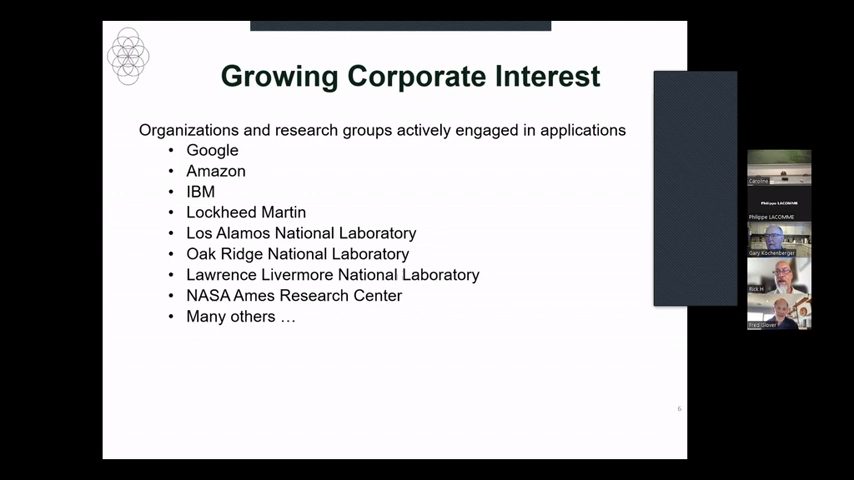 Growing Corporate Interest
Organizations and research groups actively engaged in applications
• Google
• Amazon
• IBM
• Lockheed Martin
• Los Alamos National Laboratory
• Oak Ridge National Laboratory
• Lawrence Livermore National Laboratory
• NASA Ames Research Center
• Many others …
6
Caroline
Philippe LACOMME
Philippe LACOMME
Gary Kochenberger
Rick H
Fred Glover